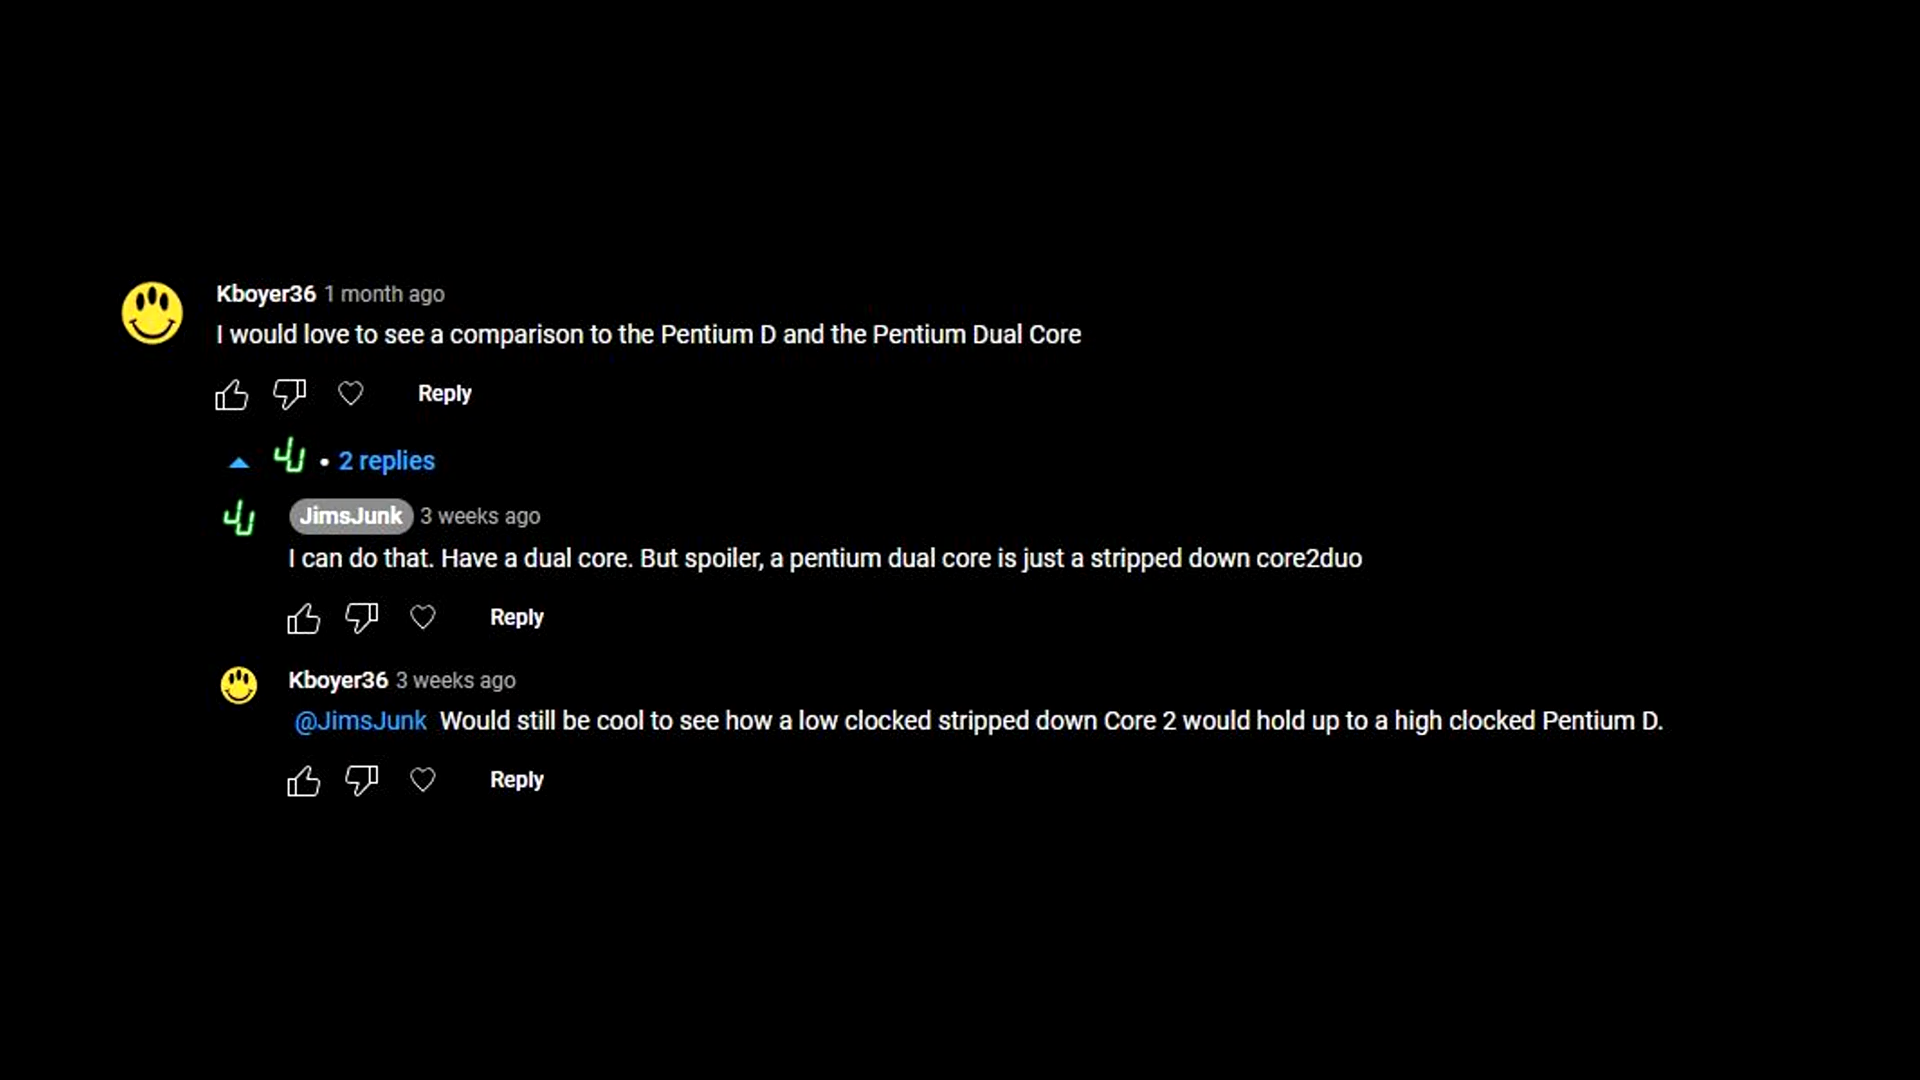 Kboyer36 1 month ago
I would love to see a comparison to the Pentium D and the Pentium Dual Core
Reply
• 2 replies
JimsJunk 3 weeks ago
I can do that. Have a dual core. But spoiler, a pentium dual core is just a stripped down core2duo
Reply
Kboyer36 3 weeks ago
@JimsJunk Would still be cool to see how a low clocked stripped down Core 2 would hold up to a high clocked Pentium D.
Reply